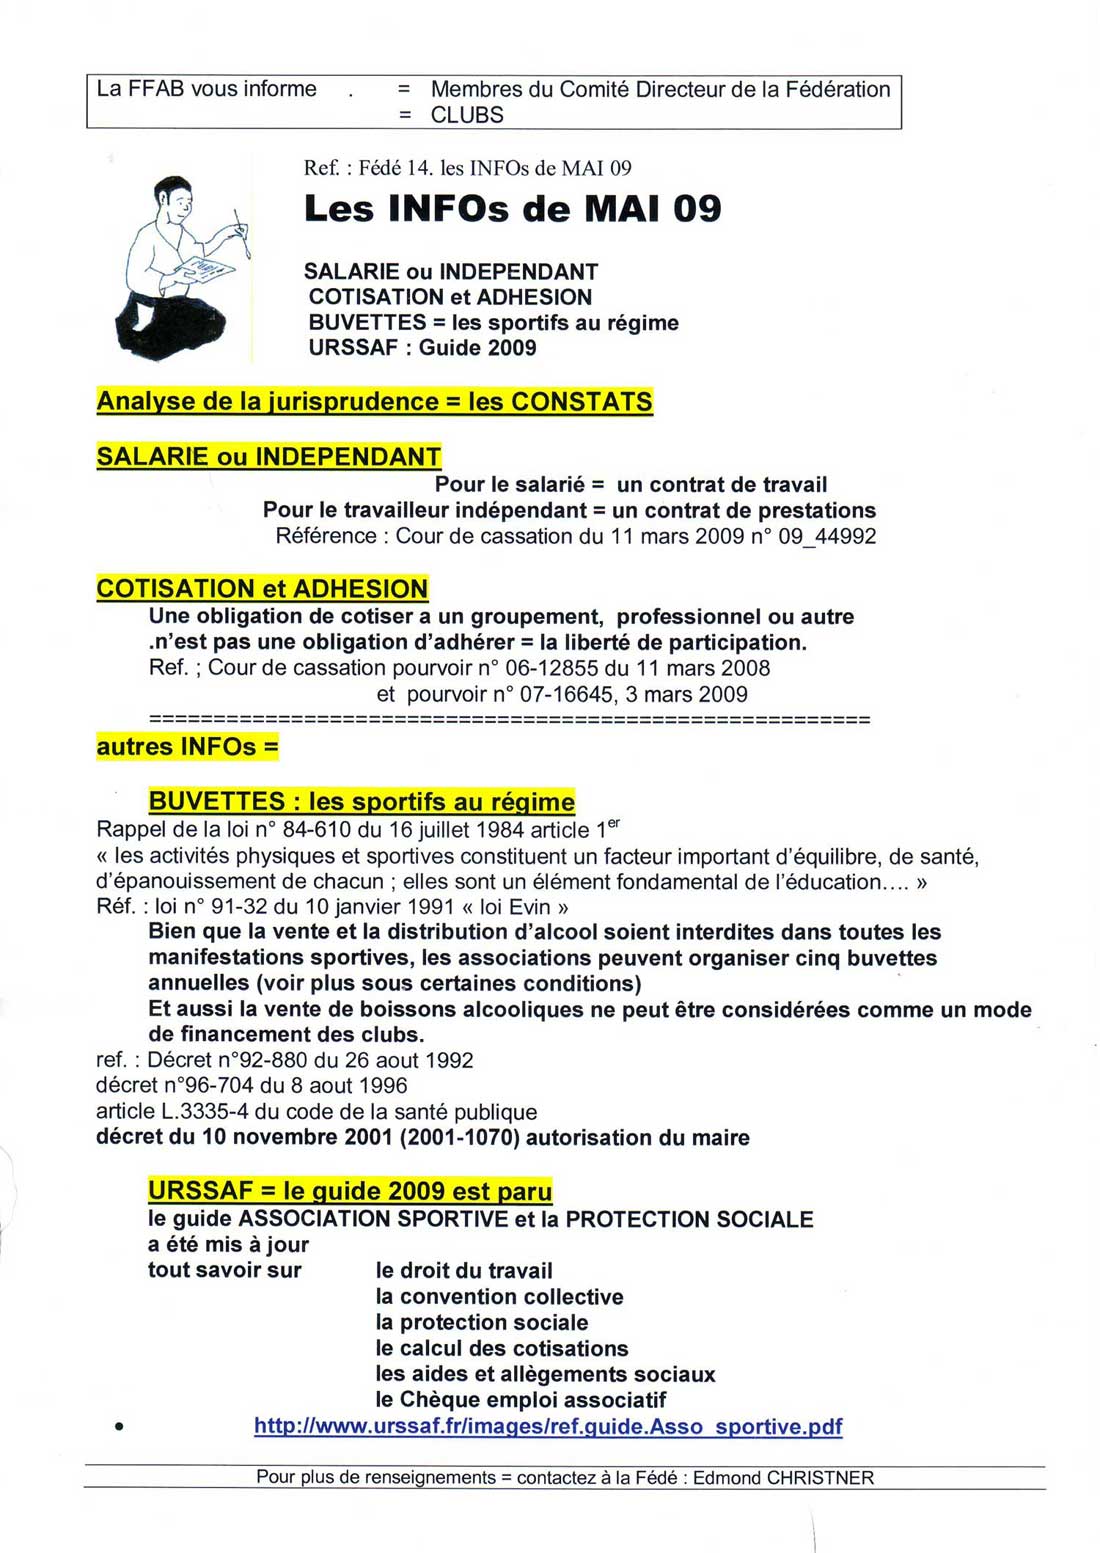 La FFAB vous informe . = Membres du Comité Directeur de la Fédération
= CLUBS
Ref. : Fédé 14. les INFOs de MAI 09
Les INFOs de MAI 09
SALARIE ou INDEPENDANT
COTISATION et ADHESION
BUVETTES = les sportifs au régime
URSSAF : Guide 2009
Analyse de la jurisprudence = les CONSTATS
SALARIE ou INDEPENDANT
Pour le salarié = un contrat de travail
Pour le travailleur indépendant = un contrat de prestations
Référence : Cour de cassation du 11 mars 2009 n° 09_44992
COTISATION et ADHESION
Une obligation de cotiser a un groupement, professionnel ou autre
.n'est pas une obligation d'adhérer = la liberté de participation.
Ref. ; Cour de cassation pourvoir n° 06-12855 du 11 mars 2008
et pourvoir n° 07-16645, 3 mars 2009
========================================================
autres INFOs =
BUVETTES : les sportifs au régime
Rappel de la loi n° 84-610 du 16 juillet 1984 article 1er
« les activités physiques et sportives constituent un facteur important d'équilibre, de santé,
d'épanouissement de chacun ; elles sont un élément fondamental de l'éducation.... »
Réf. : loi n° 91-32 du 10 janvier 1991 « loi Evin »
Bien que la vente et la distribution d'alcool soient interdites dans toutes les
manifestations sportives, les associations peuvent organiser cinq buvettes
annuelles (voir plus sous certaines conditions)
Et aussi la vente de boissons alcooliques ne peut être considérées comme un mode
de financement des clubs.
ref. : Décret n°92-880 du 26 aout 1992
décret n°96-704 du 8 aout 1996
article L.3335-4 du code de la santé publique
décret du 10 novembre 2001 (2001-1070) autorisation du maire
URSSAF = le guide 2009 est paru
le guide ASSOCIATION SPORTIVE et la PROTECTION SOCIALE
a été mis à jour
tout savoir sur le droit du travail
la convention collective
la protection sociale
le calcul des cotisations
les aides et allègements sociaux
le Chèque emploi associatif
• http://www.urssaf.fr/images/ref.guide.Asso_sportive.pdf
Pour plus de renseignements = contactez à la Fédé : Edmond CHRISTNER